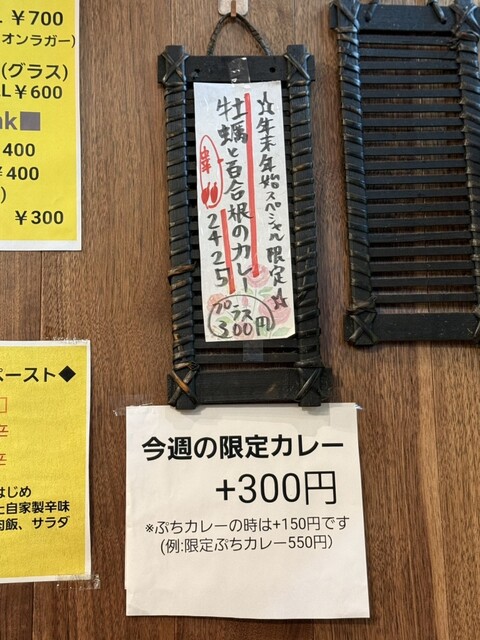 L ￥700
オンラガー)
(グラス)
L￥600
nk■
400
￥400
)
￥300
☆年末年始スペシャル限定☆
牡蠣と百合根のカレー
2425
プラス
300円
ペースト◆
辛
辛
はじめ
と自家製辛味
肉飯、サラダ
今週の限定カレー
+300円
※ぷちカレーの時は+150円です
(例:限定ぷちカレー550円)